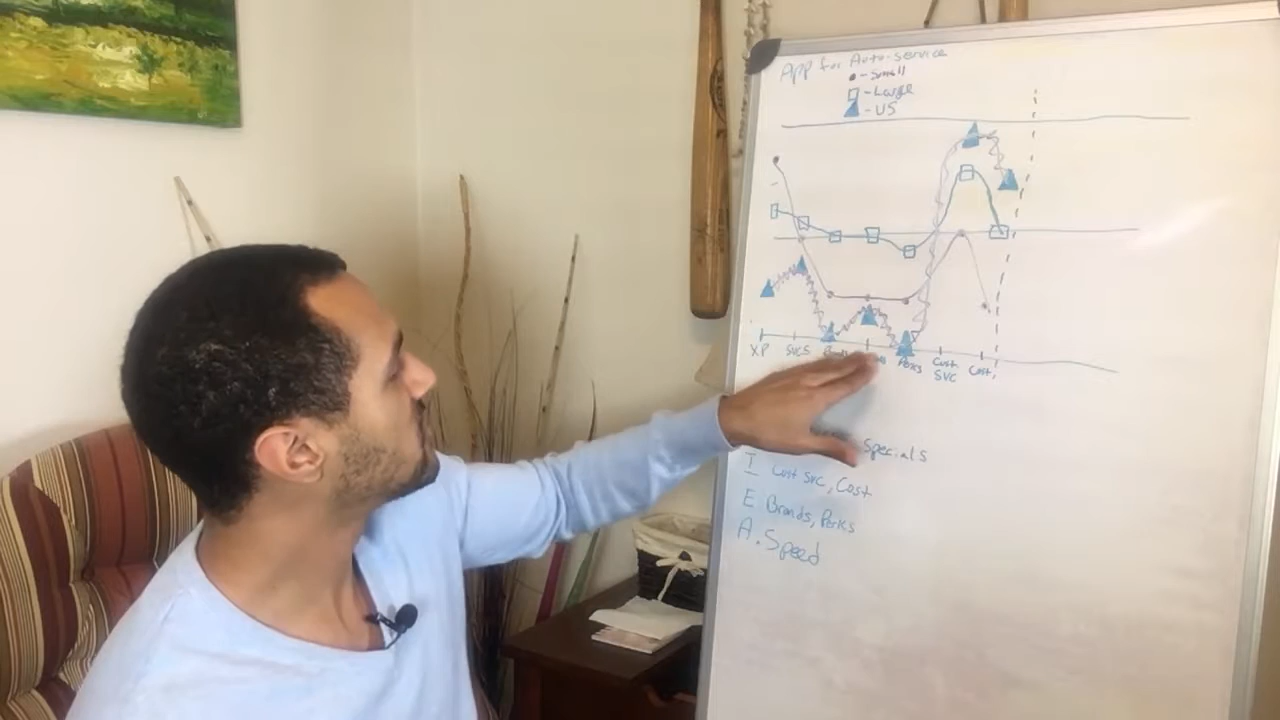 App for Auto-service
- Small
- Large
- US
XP SVCS Perks Cust. SVC Cost
Specials
I Cust SVC, Cost
E Brands, Perks
A. Speed